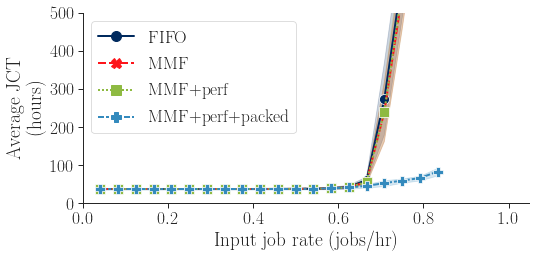 500
400
300
200
100
0
Average JCT
(hours)
FIFO
MMF
MMF+perf
MMF+perf+packed
0.0 0.2 0.4 0.6 0.8 1.0
Input job rate (jobs/hr)